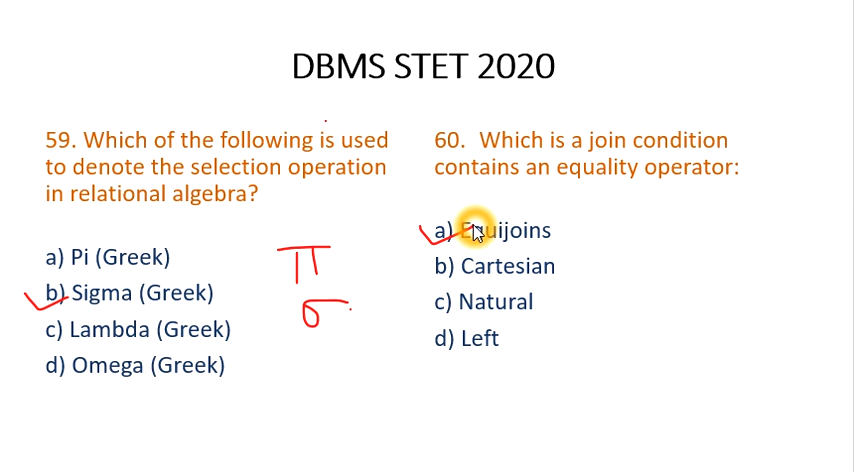 DBMS STET 2020
59. Which of the following is used
to denote the selection operation
in relational algebra?
a) Pi (Greek)
b) Sigma (Greek)
c) Lambda (Greek)
d) Omega (Greek)
π
σ
60. Which is a join condition
contains an equality operator:
a) Equijoins
b) Cartesian
c) Natural
d) Left